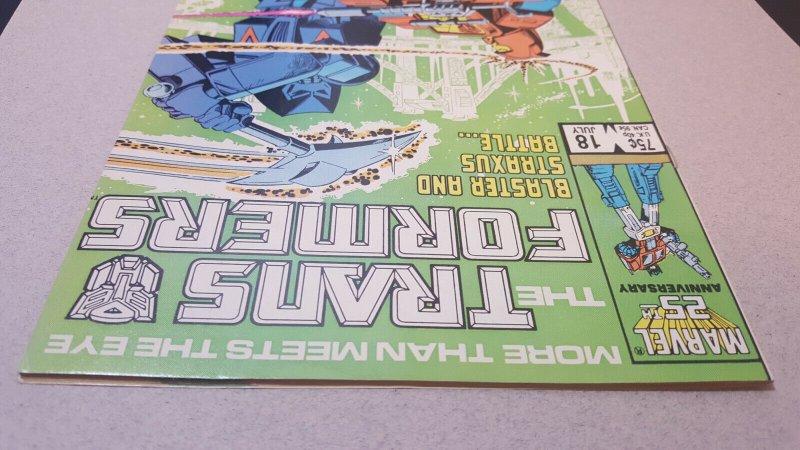 MARVEL®
25TH
ANNIVERSARY
MORE THAN MEETS THE EYE
THE
TRANS
FORMERS
TM
75¢
U.K. 40p
CAN. 95¢
18
JULY
BLASTER AND
STRAXUS
BATTLE...